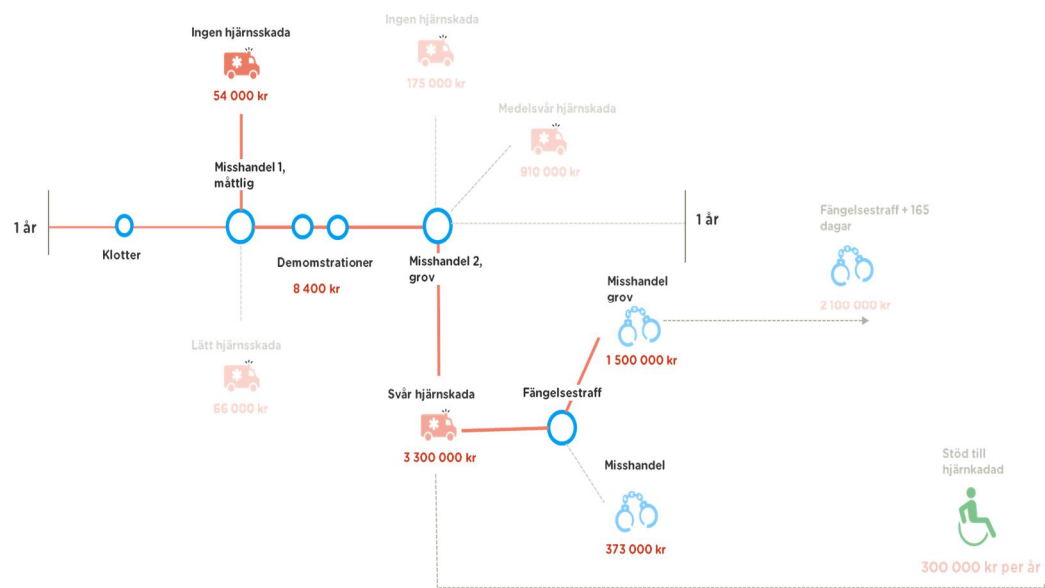 Ingen hjärnsskada
54 000 kr
Ingen hjärnskada
175 000 kr
Medelsvår hjärnskada
910 000 kr
Misshandel 1,
måttlig
1 år
Klotter
Demomstrationer
8 400 kr
Misshandel 2,
grov
1 år
Fängelsestraff + 165
dagar
2 100 000 kr
Misshandel
grov
1 500 000 kr
Lätt hjärnsskada
66 000 kr
Svår hjärnskada
3 300 000 kr
Fängelsestraff
Misshandel
373 000 kr
Stöd till
hjärnkadad
300 000 kr per år